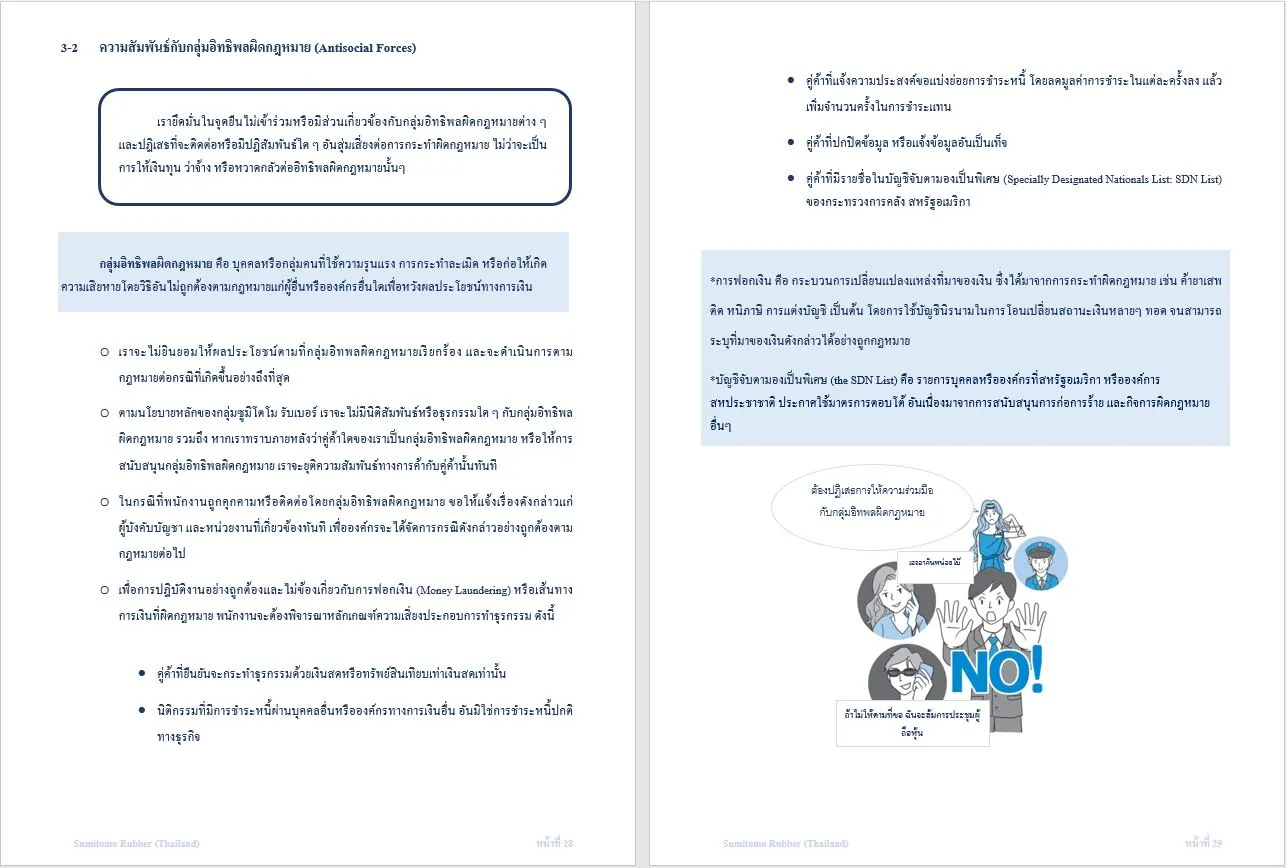 3-2 ความสัมพันธ์กับกลุ่มอิทธิพลผิดกฎหมาย (Antisocial Forces)
เรายึดมั่นในจุดยืนไม่เข้าร่วมหรือมีส่วนเกี่ยวข้องกับกลุ่มอิทธิพลผิดกฎหมายต่าง ๆ
และปฏิเสธที่จะติดต่อหรือมีปฏิสัมพันธ์ใด ๆ อันสุ่มเสี่ยงต่อการกระทำผิดกฎหมาย ไม่ว่าจะเป็น
การให้เงินทุน ว่าจ้าง หรือหวาดกลัวต่ออิทธิพลผิดกฎหมายนั้นๆ
กลุ่มอิทธิพลผิดกฎหมาย คือ บุคคลหรือกลุ่มคนที่ใช้ความรุนแรง การกระทำละเมิด หรือก่อให้เกิด
ความเสียหายโดยวิธีอันไม่ถูกต้องตามกฎหมายแก่ผู้อื่นหรือองค์กรอื่นใดเพื่อหวังผลประโยชน์ทางการเงิน
○ เราจะไม่ยินยอมให้ผลประโยชน์ตามที่กลุ่มอิทพลผิดกฎหมายเรียกร้อง และจะดำเนินการตาม
กฎหมายต่อกรณีที่เกิดขึ้นอย่างถึงที่สุด
○ ตามนโยบายหลักของกลุ่มซูมิโตโม รับเบอร์ เราจะไม่มีนิติสัมพันธ์หรือธุรกรรมใด ๆ กับกลุ่มอิทธิพล
ผิดกฎหมาย รวมถึง หากเราทราบภายหลังว่าคู่ค้าใดของเราเป็นกลุ่มอิทธิพลผิดกฎหมาย หรือให้การ
สนับสนุนกลุ่มอิทธิพลผิดกฎหมาย เราจะยุติความสัมพันธ์ทางการค้ากับคู่ค้านั้นทันที
○ ในกรณีที่พนักงานถูกคุกคามหรือติดต่อโดยกลุ่มอิทธิพลผิดกฎหมาย ขอให้แจ้งเรื่องดังกล่าวแก่
ผู้บังคับบัญชา และหน่วยงานที่เกี่ยวข้องทันที เพื่อองค์กรจะได้จัดการกรณีดังกล่าวอย่างถูกต้องตาม
กฎหมายต่อไป
○ เพื่อการปฏิบัติงานอย่างถูกต้องและไม่ข้องเกี่ยวกับการฟอกเงิน (Money Laundering) หรือเส้นทาง
การเงินที่ผิดกฎหมาย พนักงานจะต้องพิจารณาหลักเกณฑ์ความเสี่ยงประกอบการทำธุรกรรม ดังนี้
● คู่ค้าที่ยืนยันจะกระทำธุรกรรมด้วยเงินสดหรือทรัพย์สินเทียบเท่าเงินสดเท่านั้น
● นิติกรรมที่มีการชำระหนี้ผ่านบุคคลอื่นหรือองค์กรทางการเงินอื่น อันมิใช่การชำระหนี้ปกติ
ทางธุรกิจ
Sumitomo Rubber (Thailand) หน้าที่ 28
● คู่ค้าที่แจ้งความประสงค์ขอแบ่งย่อยการชำระหนี้ โดยลดมูลค่าการชำระในแต่ละครั้งลง แล้ว
เพิ่มจำนวนครั้งในการชำระแทน
● คู่ค้าที่ปกปิดข้อมูล หรือแจ้งข้อมูลอันเป็นเท็จ
● คู่ค้าที่มีรายชื่อในบัญชีจับตามองเป็นพิเศษ (Specially Designated Nationals List: SDN List)
ของกระทรวงการคลัง สหรัฐอเมริกา
*การฟอกเงิน คือ กระบวนการเปลี่ยนแปลงแหล่งที่มาของเงิน ซึ่งได้มาจากการกระทำผิดกฎหมาย เช่น ค้ายาเสพ
ติด หนีภาษี การแต่งบัญชี เป็นต้น โดยการใช้บัญชีนิรนามในการโอนเปลี่ยนสถานะเงินหลายๆ ทอด จนสามารถ
ระบุที่มาของเงินดังกล่าวได้อย่างถูกกฎหมาย
*บัญชีจับตามองเป็นพิเศษ (the SDN List) คือ รายการบุคคลหรือองค์กรที่สหรัฐอเมริกา หรือองค์การ
สหประชาชาติ ประกาศใช้มาตรการตอบโต้ อันเนื่องมาจากการสนับสนุนการก่อการร้าย และกิจการผิดกฎหมาย
อื่นๆ
ต้องปฏิเสธการให้ความร่วมมือ
กับกลุ่มอิทพลผิดกฎหมาย
เจอจากันหน่อยไม๊
NO!
ถ้าไม่ให้ตามที่ขอ ฉันจะล้มการประชุมผู้
ถือหุ้น
Sumitomo Rubber (Thailand) หน้าที่ 29